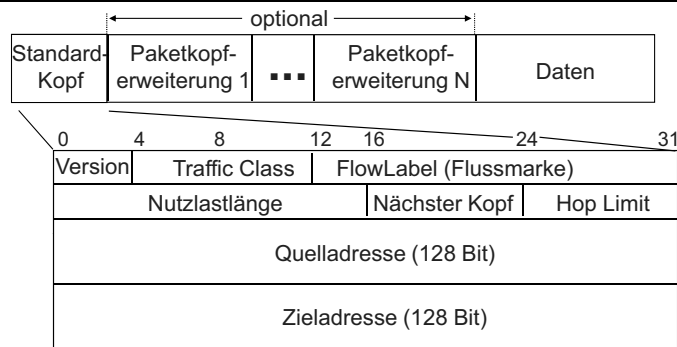 optional
Standard- Paketkopf- Paketkopf- Daten
Kopf erweiterung 1 ... erweiterung N
0 4 8 12 16 24 31
Version Traffic Class FlowLabel (Flussmarke)
Nutzlastlänge Nächster Kopf Hop Limit
Quelladresse (128 Bit)
Zieladresse (128 Bit)